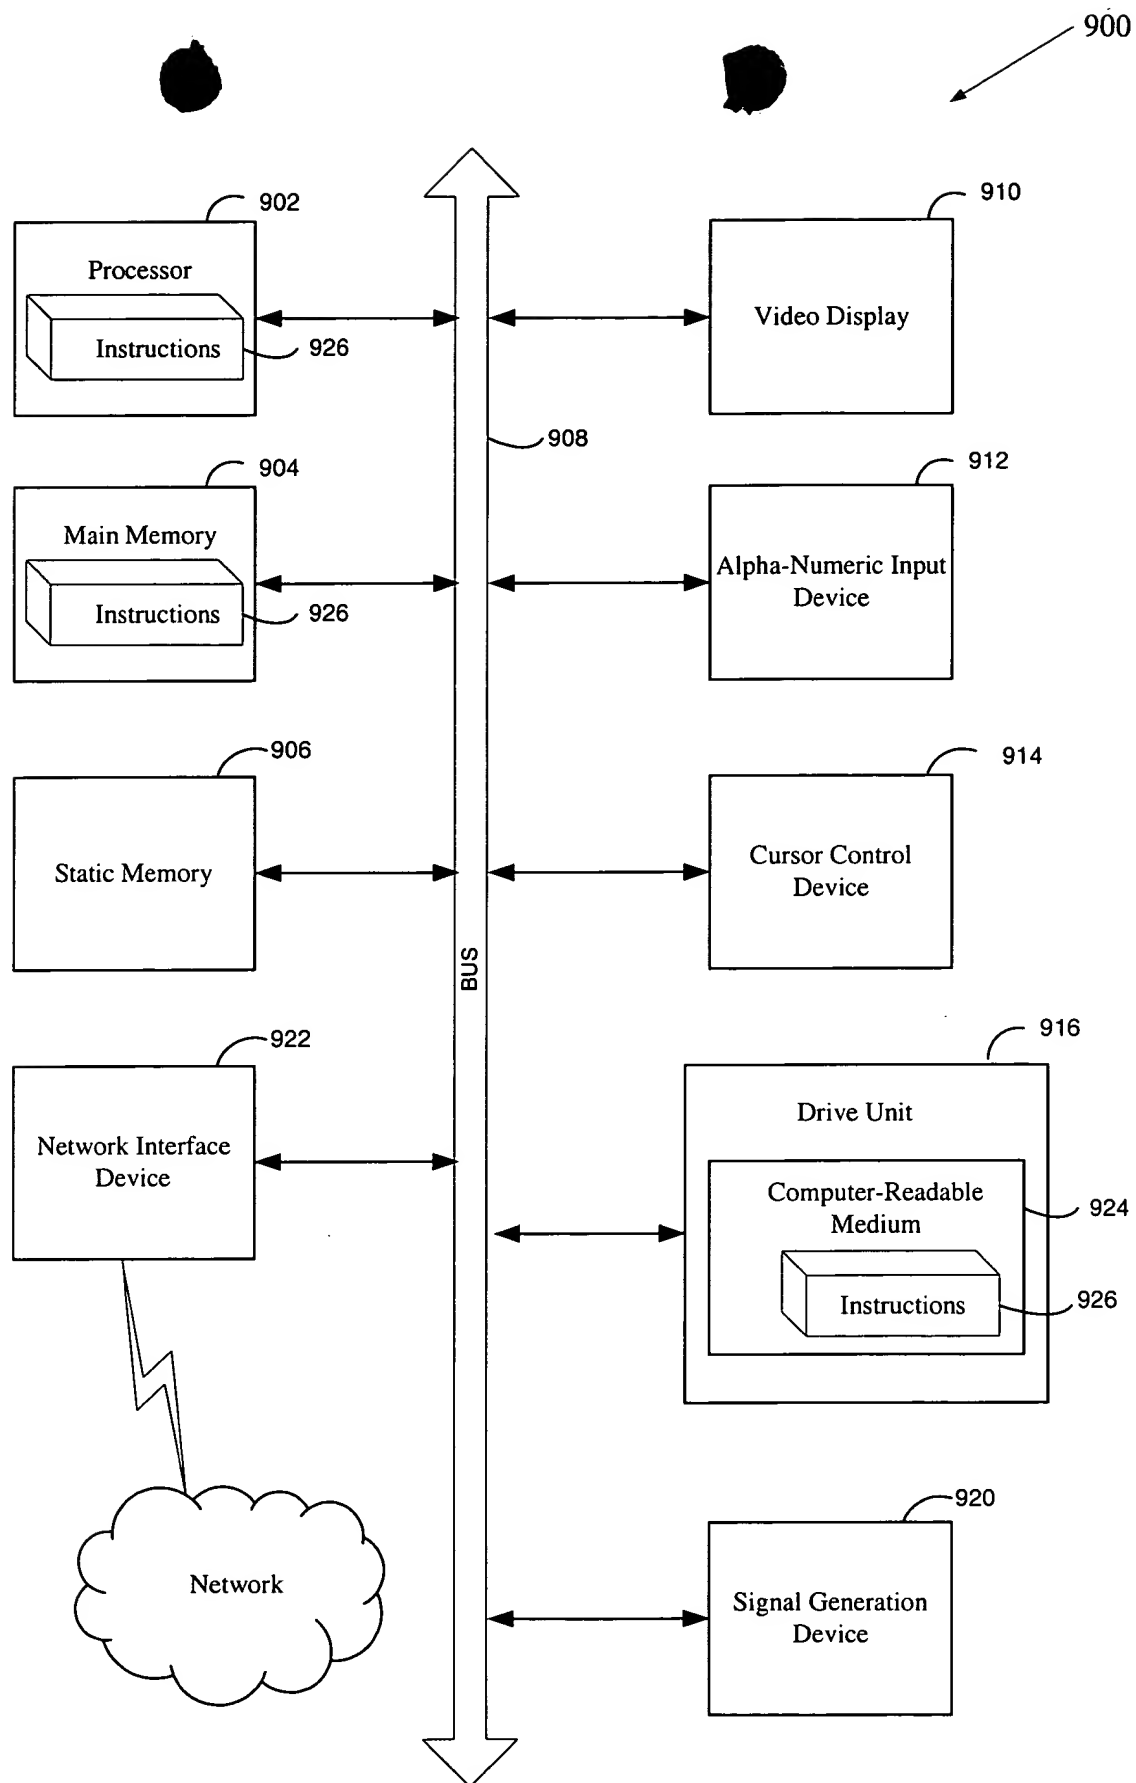 900
902
Processor
Instructions
926
910
Video Display
908
904
Main Memory
Instructions
926
912
Alpha-Numeric Input
Device
906
Static Memory
914
Cursor Control
Device
BUS
922
Network Interface
Device
916
Drive Unit
Computer-Readable
Medium
924
Instructions
926
Network
920
Signal Generation
Device